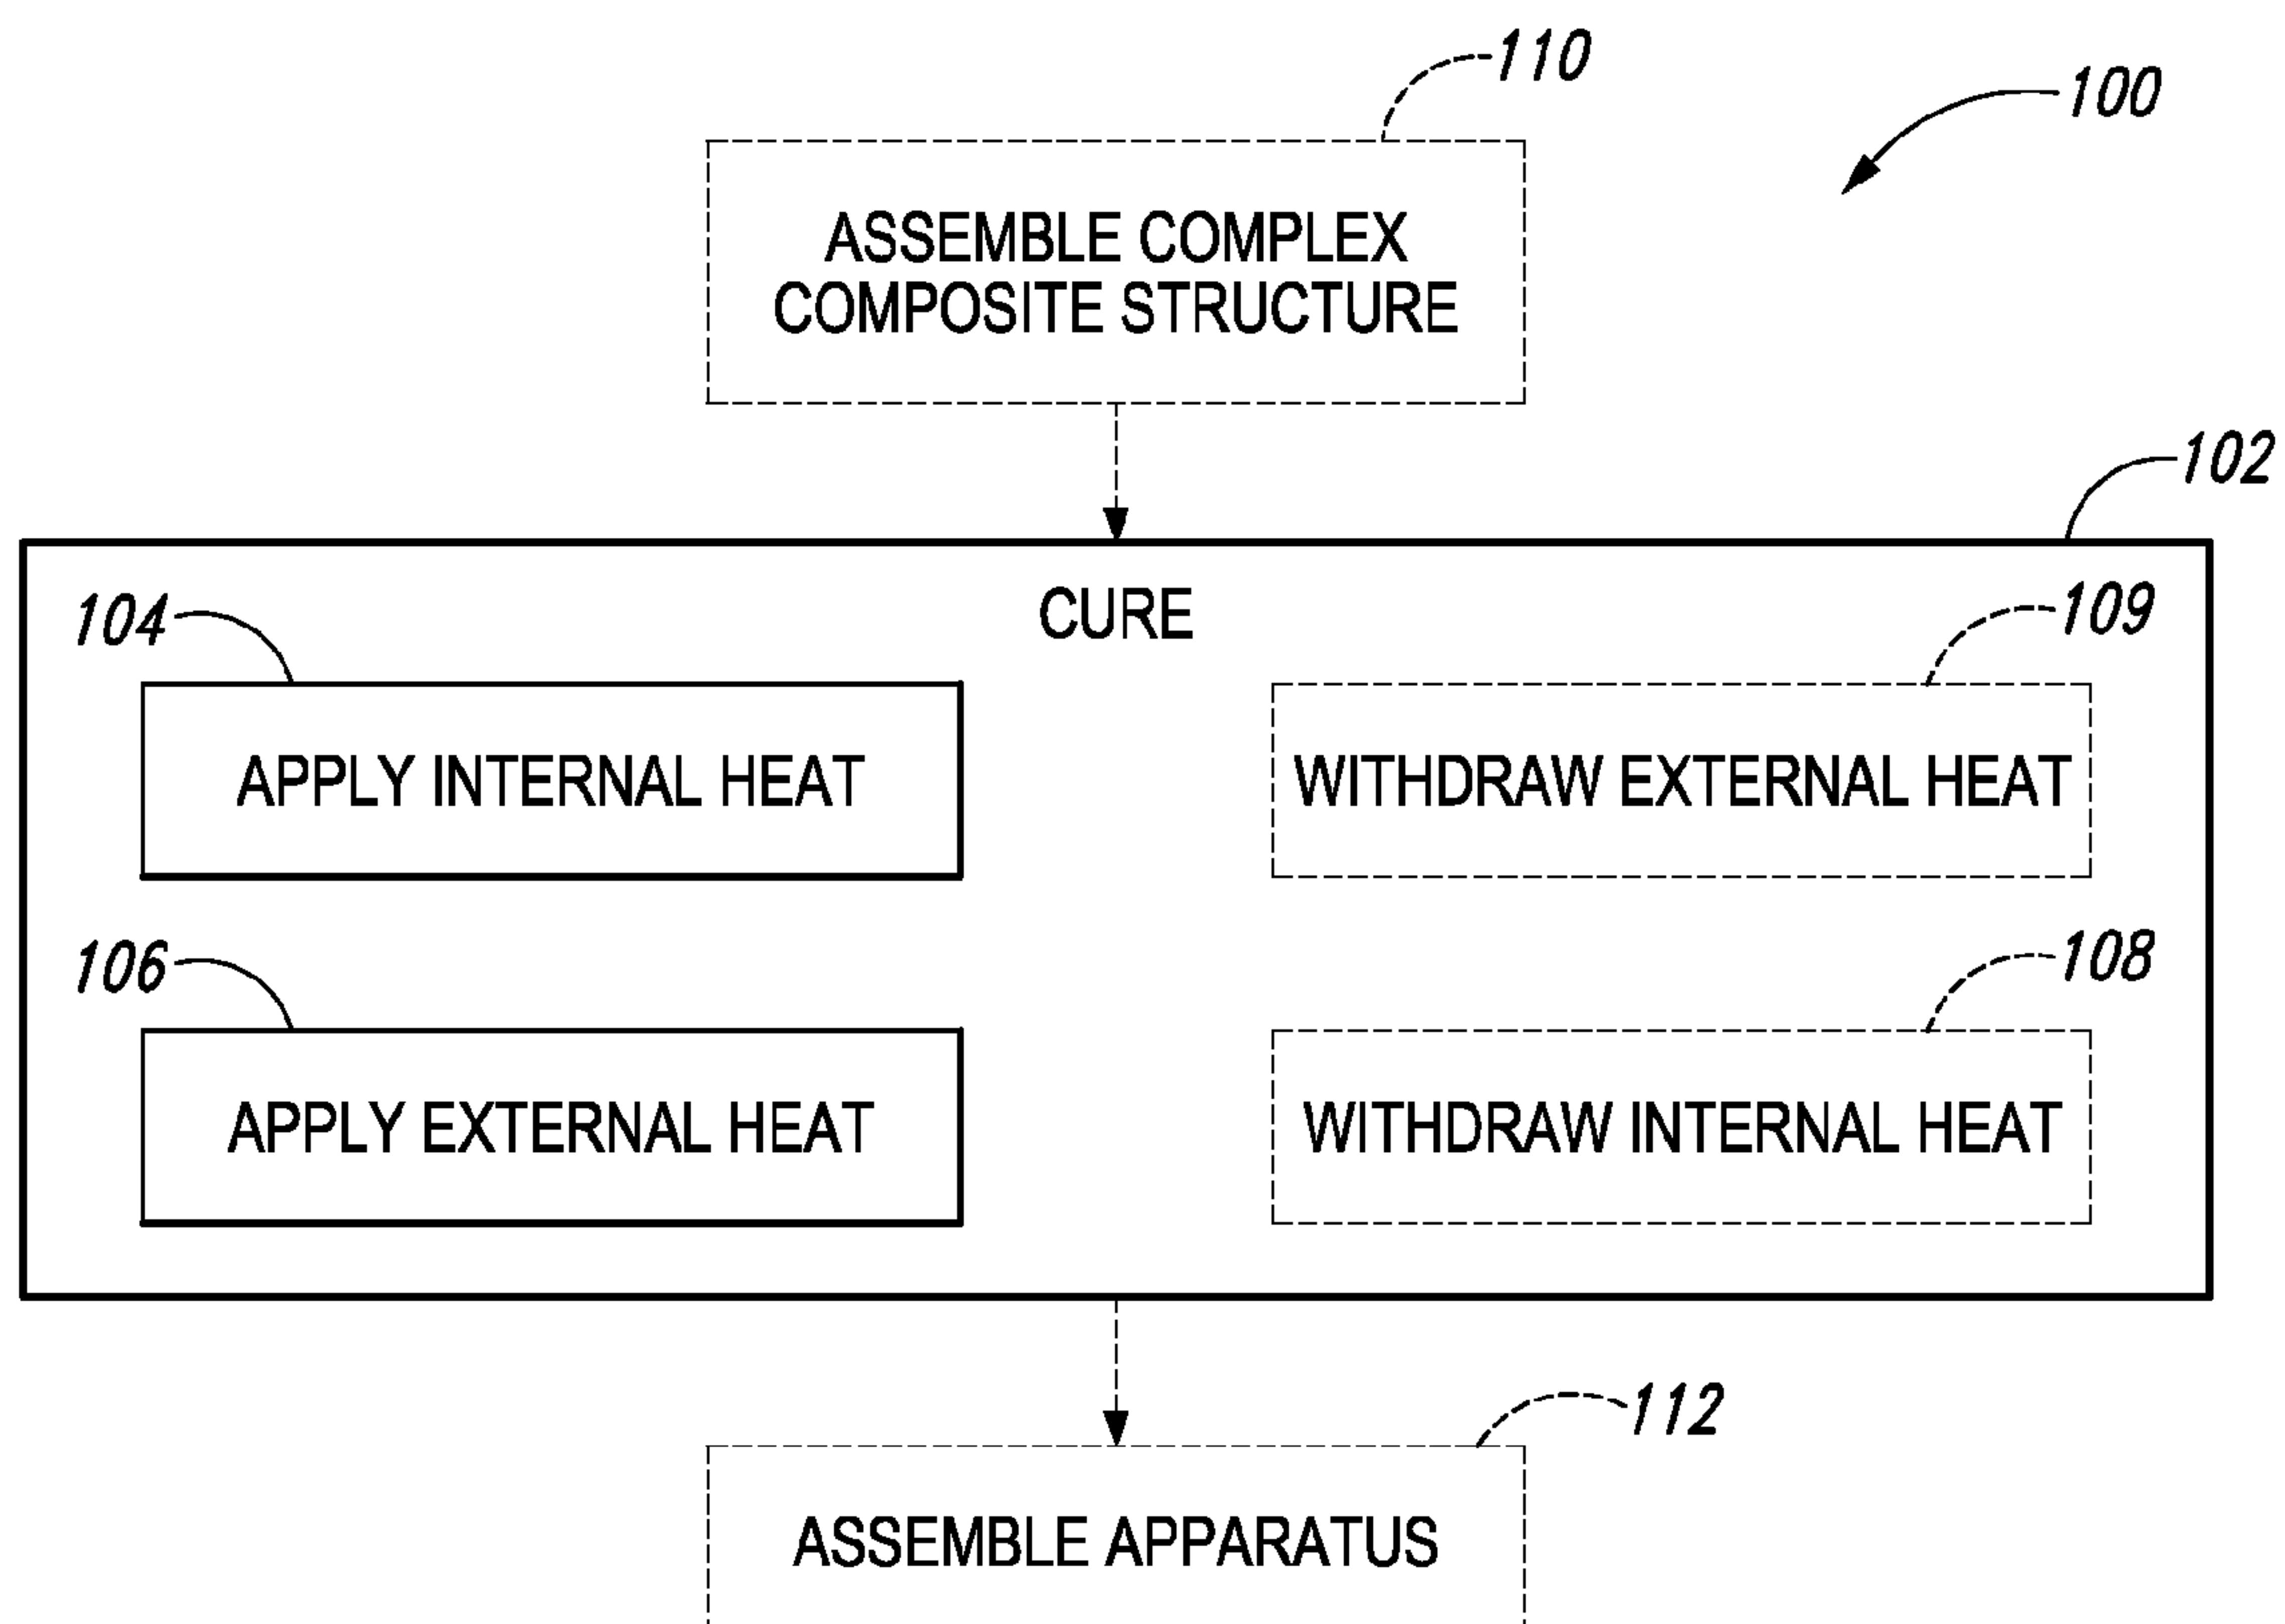 110
100
ASSEMBLE COMPLEX
COMPOSITE STRUCTURE
102
CURE
104
109
APPLY INTERNAL HEAT
WITHDRAW EXTERNAL HEAT
106
108
APPLY EXTERNAL HEAT
WITHDRAW INTERNAL HEAT
112
ASSEMBLE APPARATUS